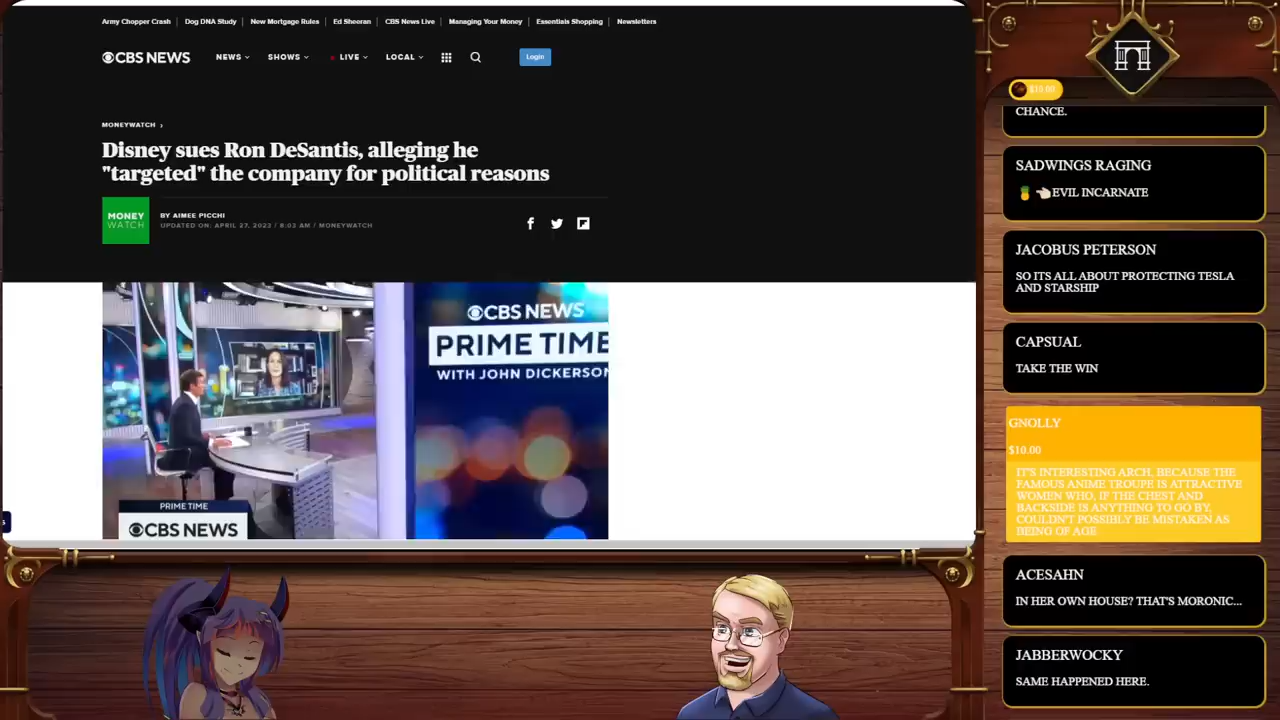 Army Chopper Crash | Dog DNA Study | New Mortgage Rules | Ed Sheeran | CBS News Live | Managing Your Money | Essentials Shopping | Newsletters
CBS NEWS NEWS SHOWS LIVE LOCAL Login
MONEYWATCH ›
Disney sues Ron DeSantis, alleging he
"targeted" the company for political reasons
MONEY
WATCH
BY AIMEE PICCHI
UPDATED ON: APRIL 27, 2023 / 8:03 AM / MONEYWATCH
CBS NEWS
PRIME TIME
WITH JOHN DICKERSON
PRIME TIME
CBS NEWS
$10.00
CHANCE.
SADWINGS RAGING
🍍👈🏻EVIL INCARNATE
JACOBUS PETERSON
SO ITS ALL ABOUT PROTECTING TESLA
AND STARSHIP
CAPSUAL
TAKE THE WIN
GNOLLY
$10.00
IT'S INTERESTING ARCH, BECAUSE THE
FAMOUS ANIME TROUPE IS ATTRACTIVE
WOMEN WHO, IF THE CHEST AND
BACKSIDE IS ANYTHING TO GO BY,
COULDN'T POSSIBLY BE MISTAKEN AS
BEING OF AGE
ACESAHN
IN HER OWN HOUSE? THAT'S MORONIC...
JABBERWOCKY
SAME HAPPENED HERE.